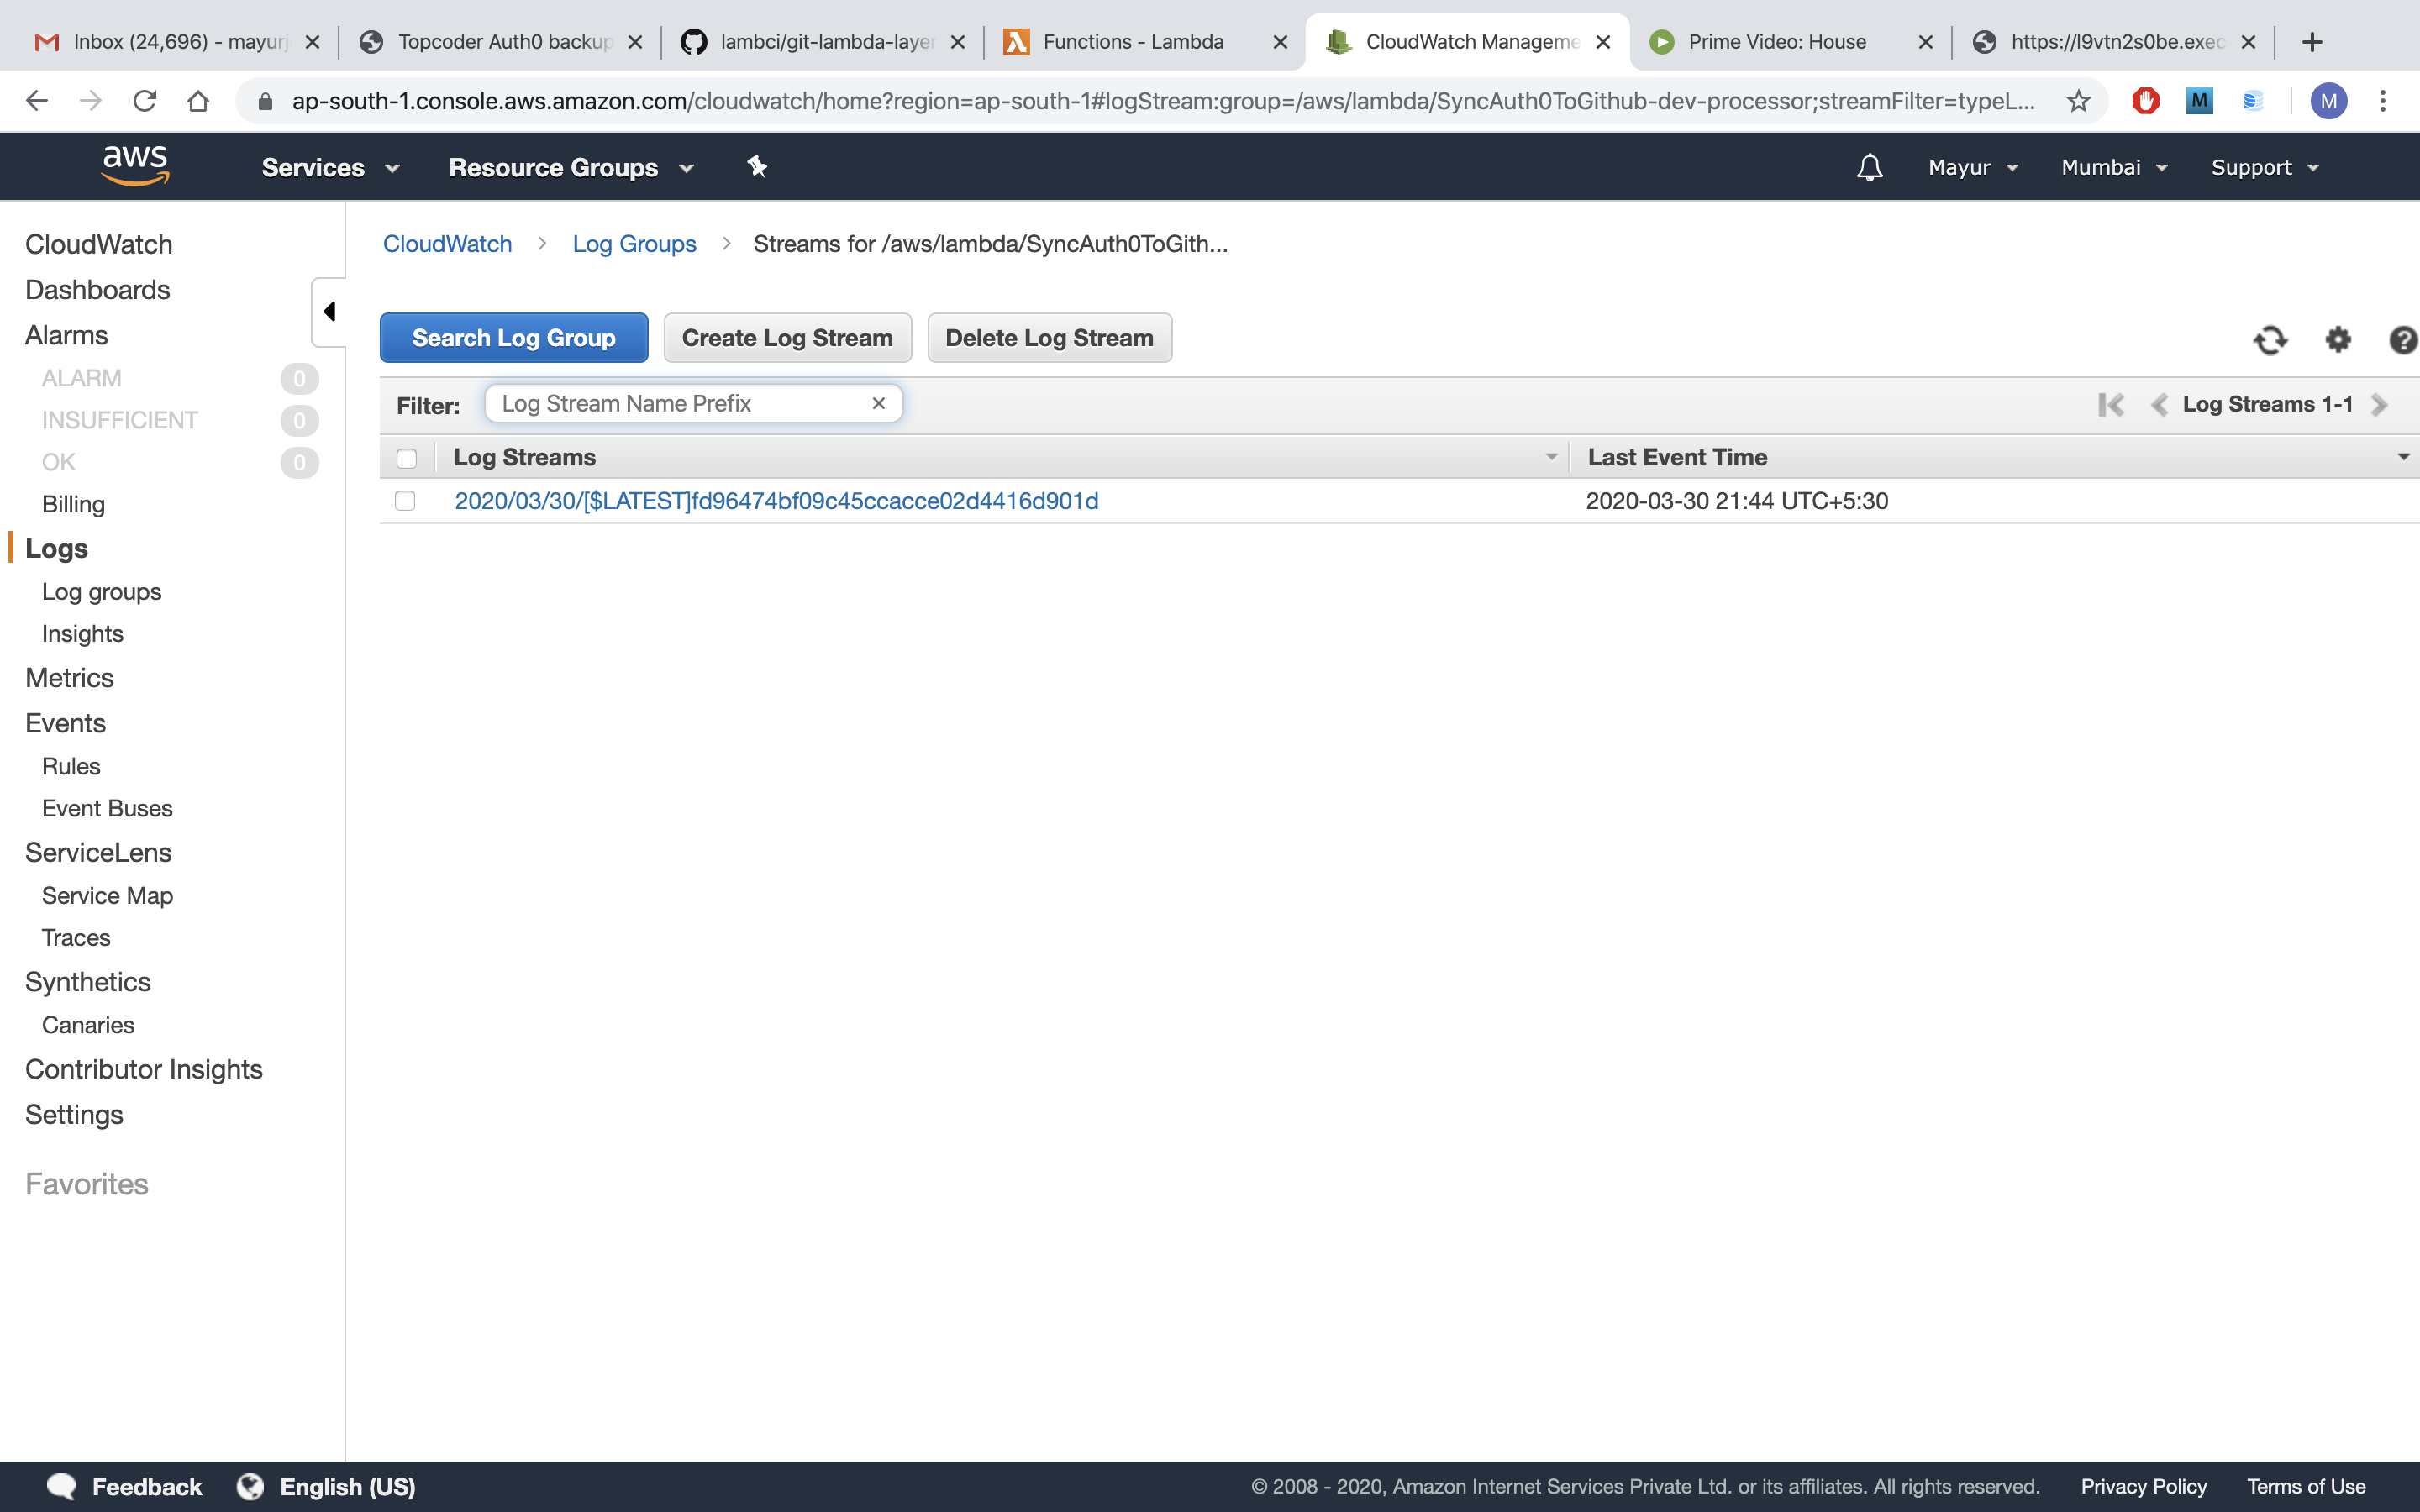 Inbox (24,696) - mayurj
Topcoder Auth0 backup
lambci/git-lambda-layer
Functions - Lambda
CloudWatch Manageme
Prime Video: House
https://l9vtn2s0be.exec
ap-south-1.console.aws.amazon.com/cloudwatch/home?region=ap-south-1#logStream:group=/aws/lambda/SyncAuth0ToGithub-dev-processor;streamFilter=typeL...
M
M
aws
Services
Resource Groups
Mayur
Mumbai
Support
CloudWatch
Dashboards
Alarms
ALARM 0
INSUFFICIENT 0
OK 0
Billing
Logs
Log groups
Insights
Metrics
Events
Rules
Event Buses
ServiceLens
Service Map
Traces
Synthetics
Canaries
Contributor Insights
Settings
Favorites
CloudWatch > Log Groups > Streams for /aws/lambda/SyncAuth0ToGith...
Search Log Group
Create Log Stream
Delete Log Stream
Filter: Log Stream Name Prefix
Log Streams 1-1
Log Streams
Last Event Time
2020/03/30/[$LATEST]fd96474bf09c45ccacce02d4416d901d
2020-03-30 21:44 UTC+5:30
Feedback
English (US)
© 2008 - 2020, Amazon Internet Services Private Ltd. or its affiliates. All rights reserved.
Privacy Policy
Terms of Use